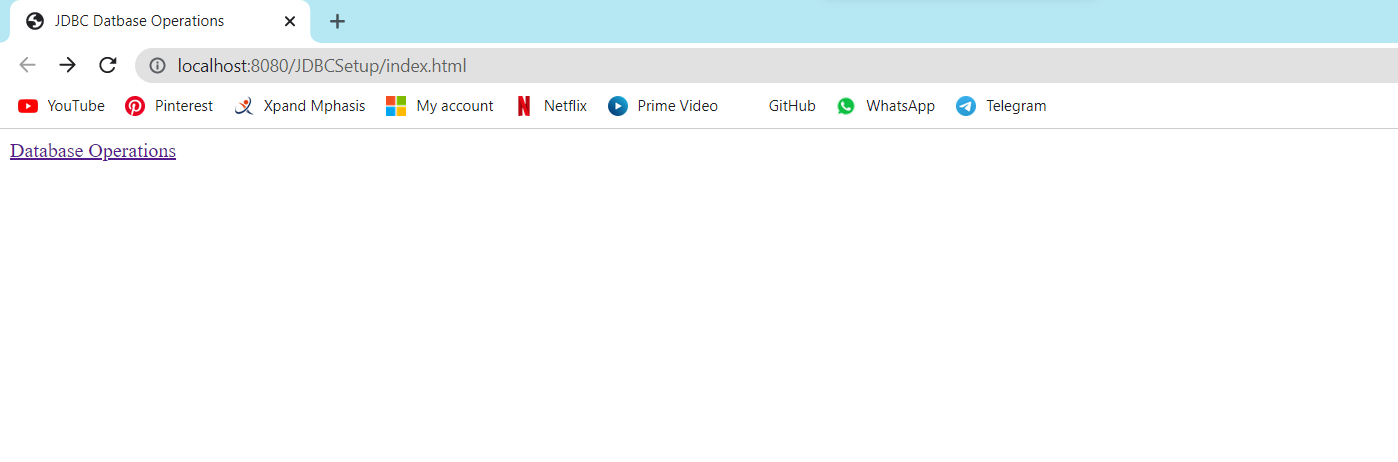 JDBC Datbase Operations
localhost:8080/JDBCSetup/index.html
YouTube Pinterest Xpand Mphasis My account Netflix Prime Video GitHub WhatsApp Telegram
Database Operations